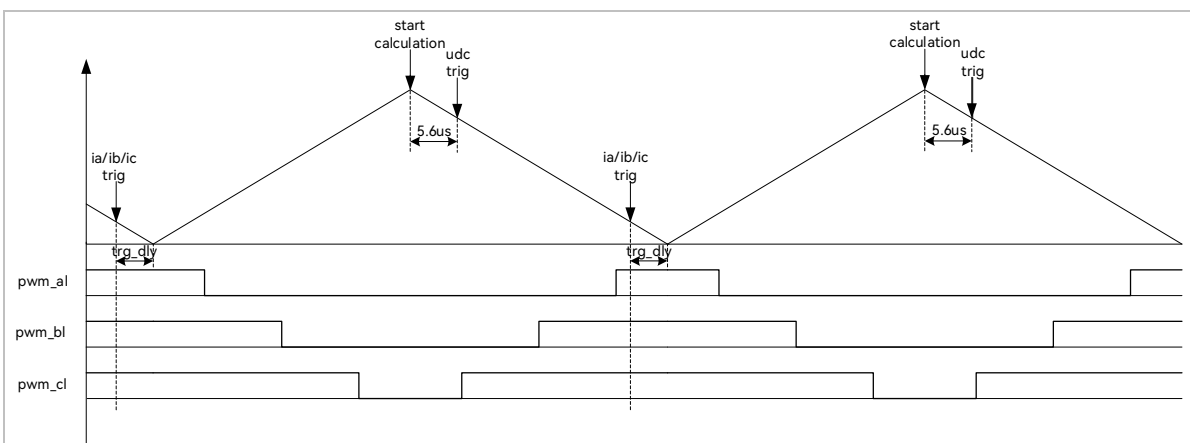 start
calculation
udc
trig
5.6us
ia/ib/ic
trig
trg_dly
start
calculation
udc
trig
5.6us
ia/ib/ic
trig
trg_dly
pwm_al
pwm_bl
pwm_cl